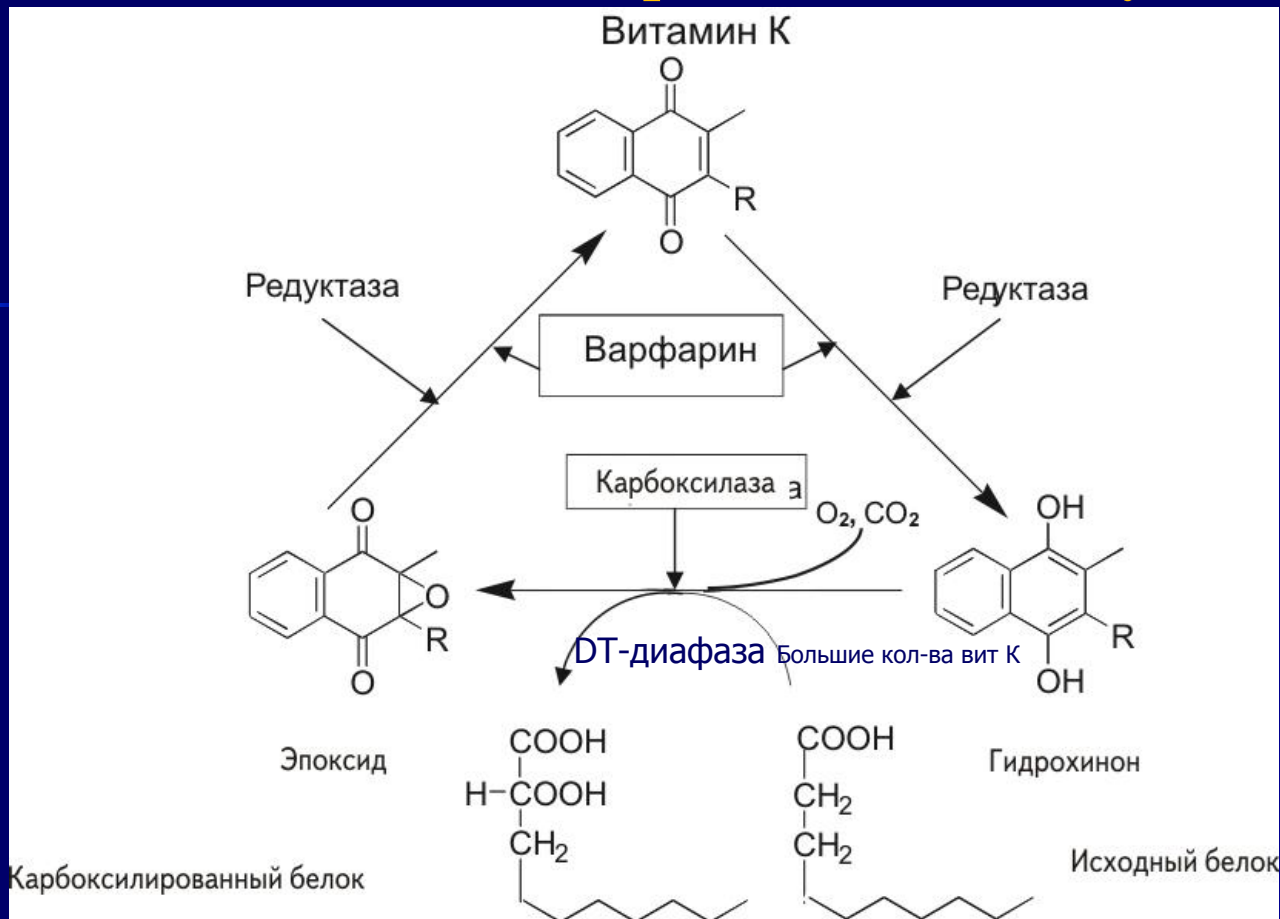 Витамин К
O
R
O
Редуктаза
Редуктаза
Варфарин
Карбоксилаза а
O₂, CO₂
O
O
R
O
OH
R
OH
DT-диафаза Большие кол-ва вит К
Эпоксид
Гидрохинон
COOH
H–COOH
CH₂
COOH
CH₂
CH₂
Карбоксилированный белок
Исходный белок